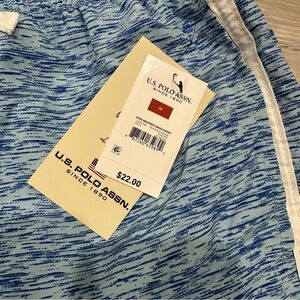 U.S. POLO ASSN.
SINCE 1890
M
$22.00
U.S. POLO ASSN.
SINCE 1890